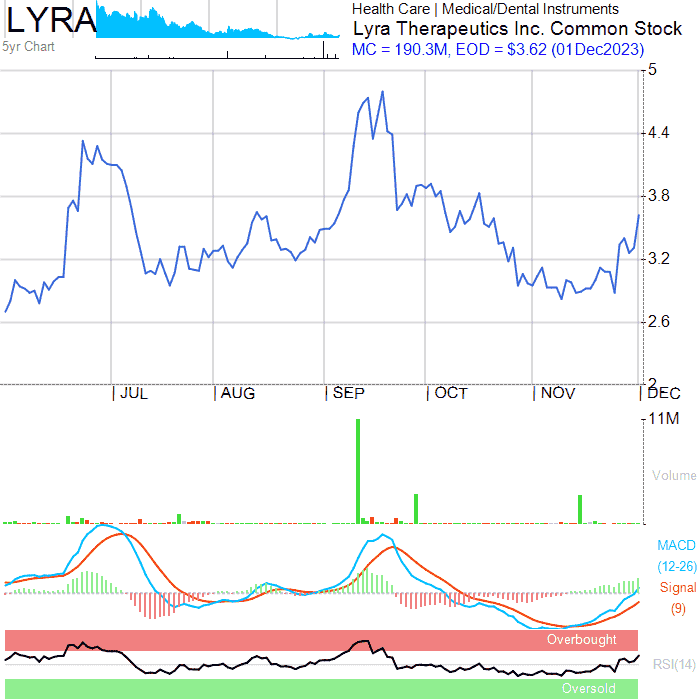 LYRA
5yr Chart
Health Care | Medical/Dental Instruments
Lyra Therapeutics Inc. Common Stock
MC = 190.3M, EOD = $3.62 (01Dec2023)
5
4.4
3.8
3.2
2.6
2
JUL
AUG
SEP
OCT
NOV
DEC
11M
Volume
MACD
(12-26)
Signal
(9)
Overbought
RSI(14)
Oversold